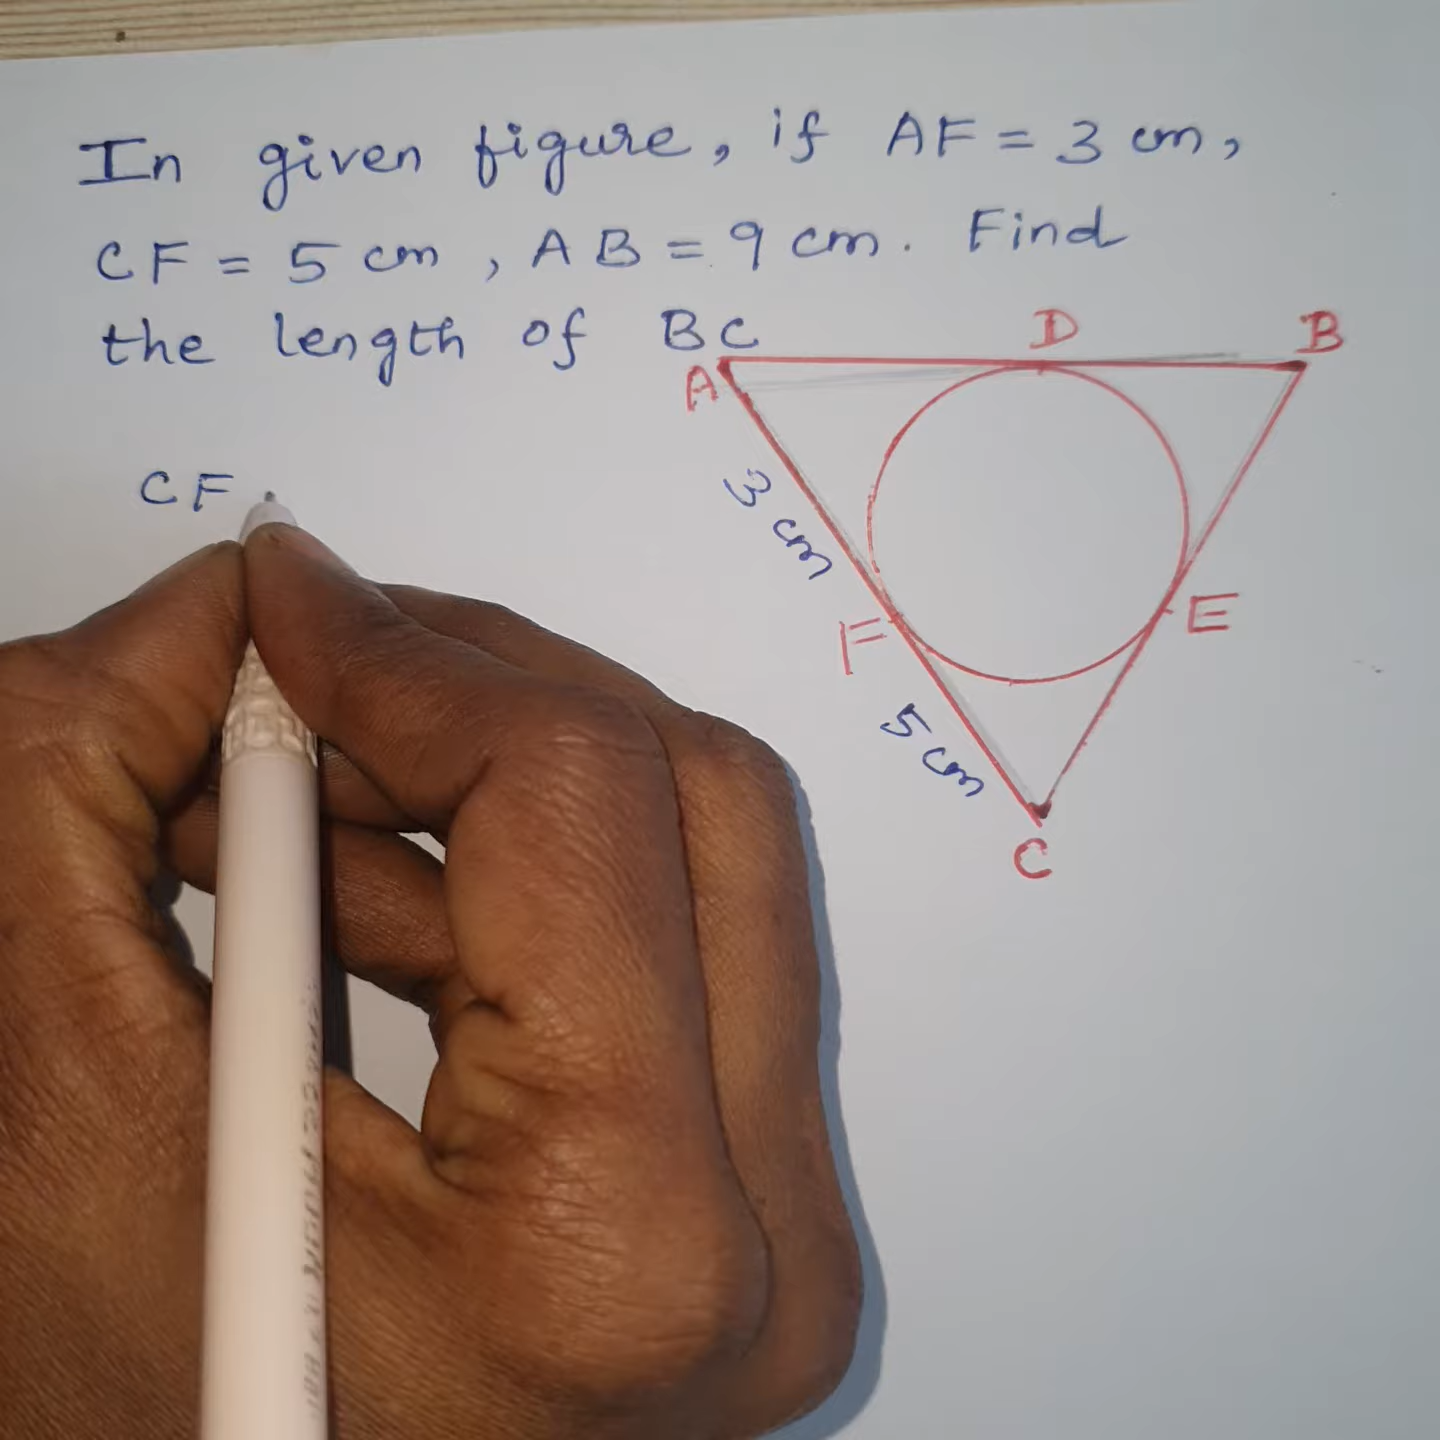 In given figure, if AF = 3 cm,
CF = 5 cm, AB = 9 cm. Find
the length of BC
D
B
A
CF
3 cm
F
E
5 cm
C